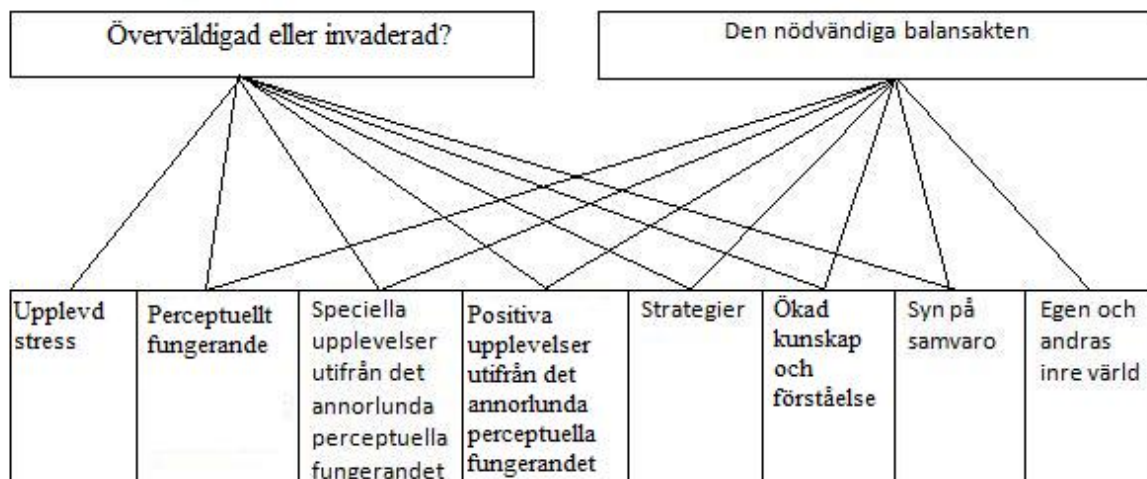 Överväldigad eller invaderad?
Den nödvändiga balansakten
Upplevd
stress
Perceptuellt
fungerande
Speciella
upplevelser
utifrån det
annorlunda
perceptuella
fungerandet
Positiva
upplevelser
utifrån det
annorlunda
perceptuella
fungerandet
Strategier
Ökad
kunskap
och
förståelse
Syn på
samvaro
Egen och
andras
inre värld